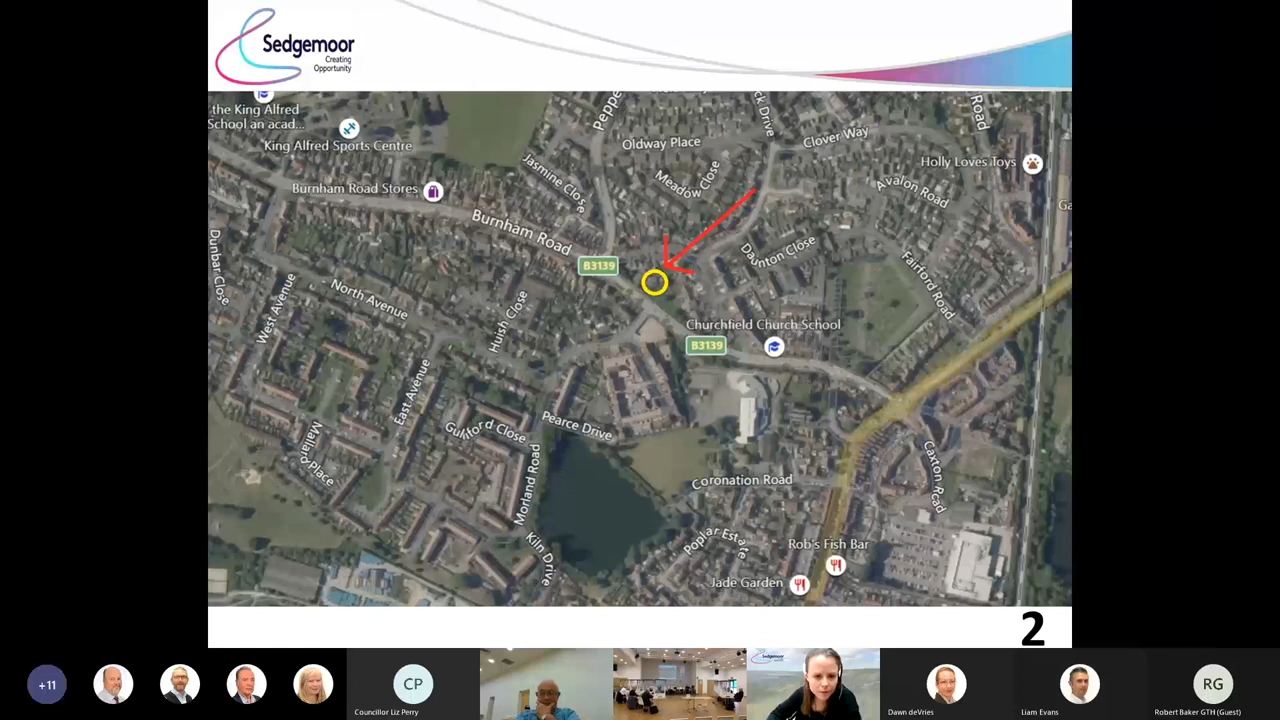 Sedgemoor
Creating
Opportunity
the King Alfred
School an acad...
King Alfred Sports Centre
Burnham Road Stores
Jasmine Close
Oldway Place
Meadow Close
Clover Way
Road
Holly Loves Toys
Avalon Road
Burnham Road
B3139
Daunton Close
Fairford Road
Dunbar Close
West Avenue
North Avenue
Huish Close
Churchfield Church School
B3139
East Avenue
Gulliford Close
Pearce Drive
Mallard Place
Morland Road
Coronation Road
Caxton Road
Kiln Drive
Poplar Estate
Rob's Fish Bar
Jade Garden
2
+11
CP
Councillor Liz Perry
Sedgemoor
Dawn deVries
Liam Evans
RG
Robert Baker GTH (Guest)